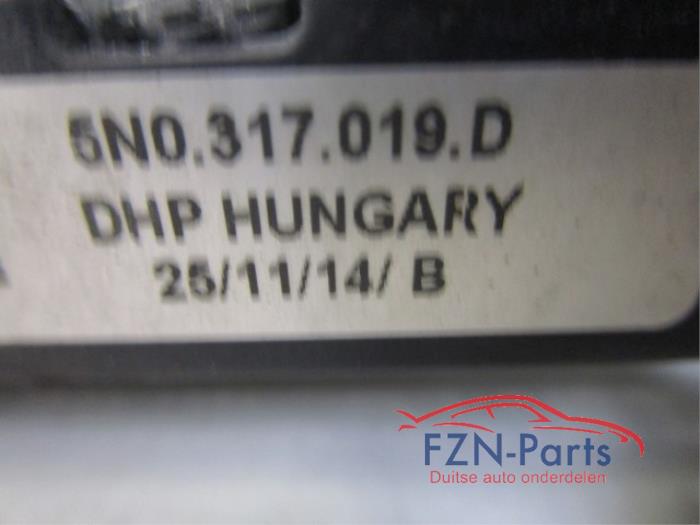 5N0.317.019.D
DHP HUNGARY
25/11/14/ B
FZN-Parts
Duitse auto onderdelen